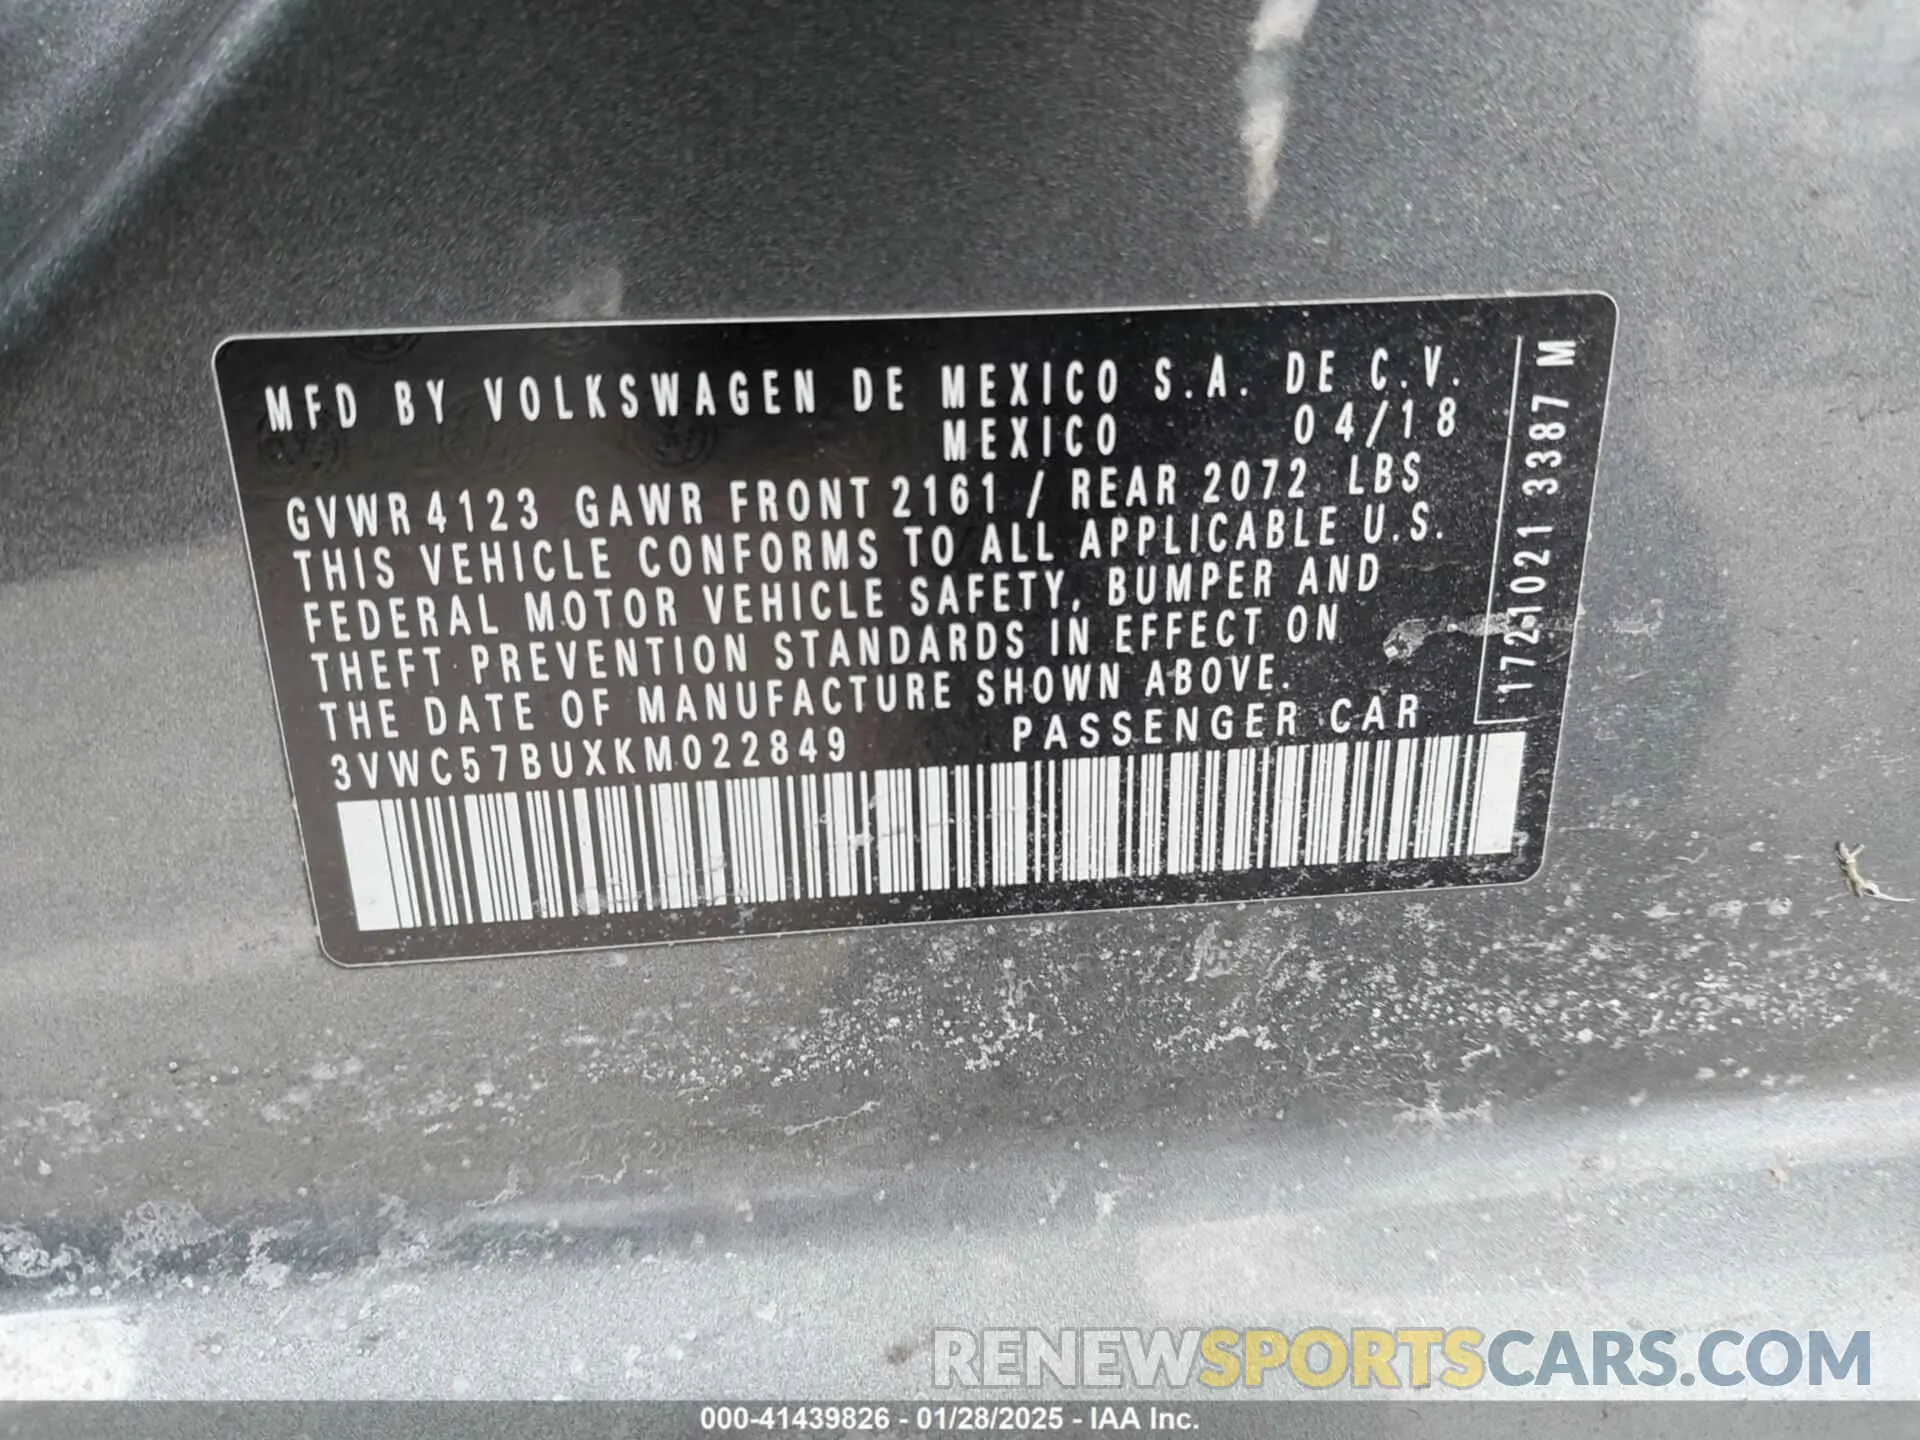 MFD BY VOLKSWAGEN DE MEXICO S.A. DE C.V.
MEXICO 04/18
GVWR 4123 GAWR FRONT 2161 / REAR 2072 LBS
THIS VEHICLE CONFORMS TO ALL APPLICABLE U.S.
FEDERAL MOTOR VEHICLE SAFETY, BUMPER AND
THEFT PREVENTION STANDARDS IN EFFECT ON
THE DATE OF MANUFACTURE SHOWN ABOVE.
3VWC57BUXKM022849 PASSENGER CAR
1721021 3387 M
RENEWSPORTSCARS.COM
000-41439826 - 01/28/2025 - IAA Inc.